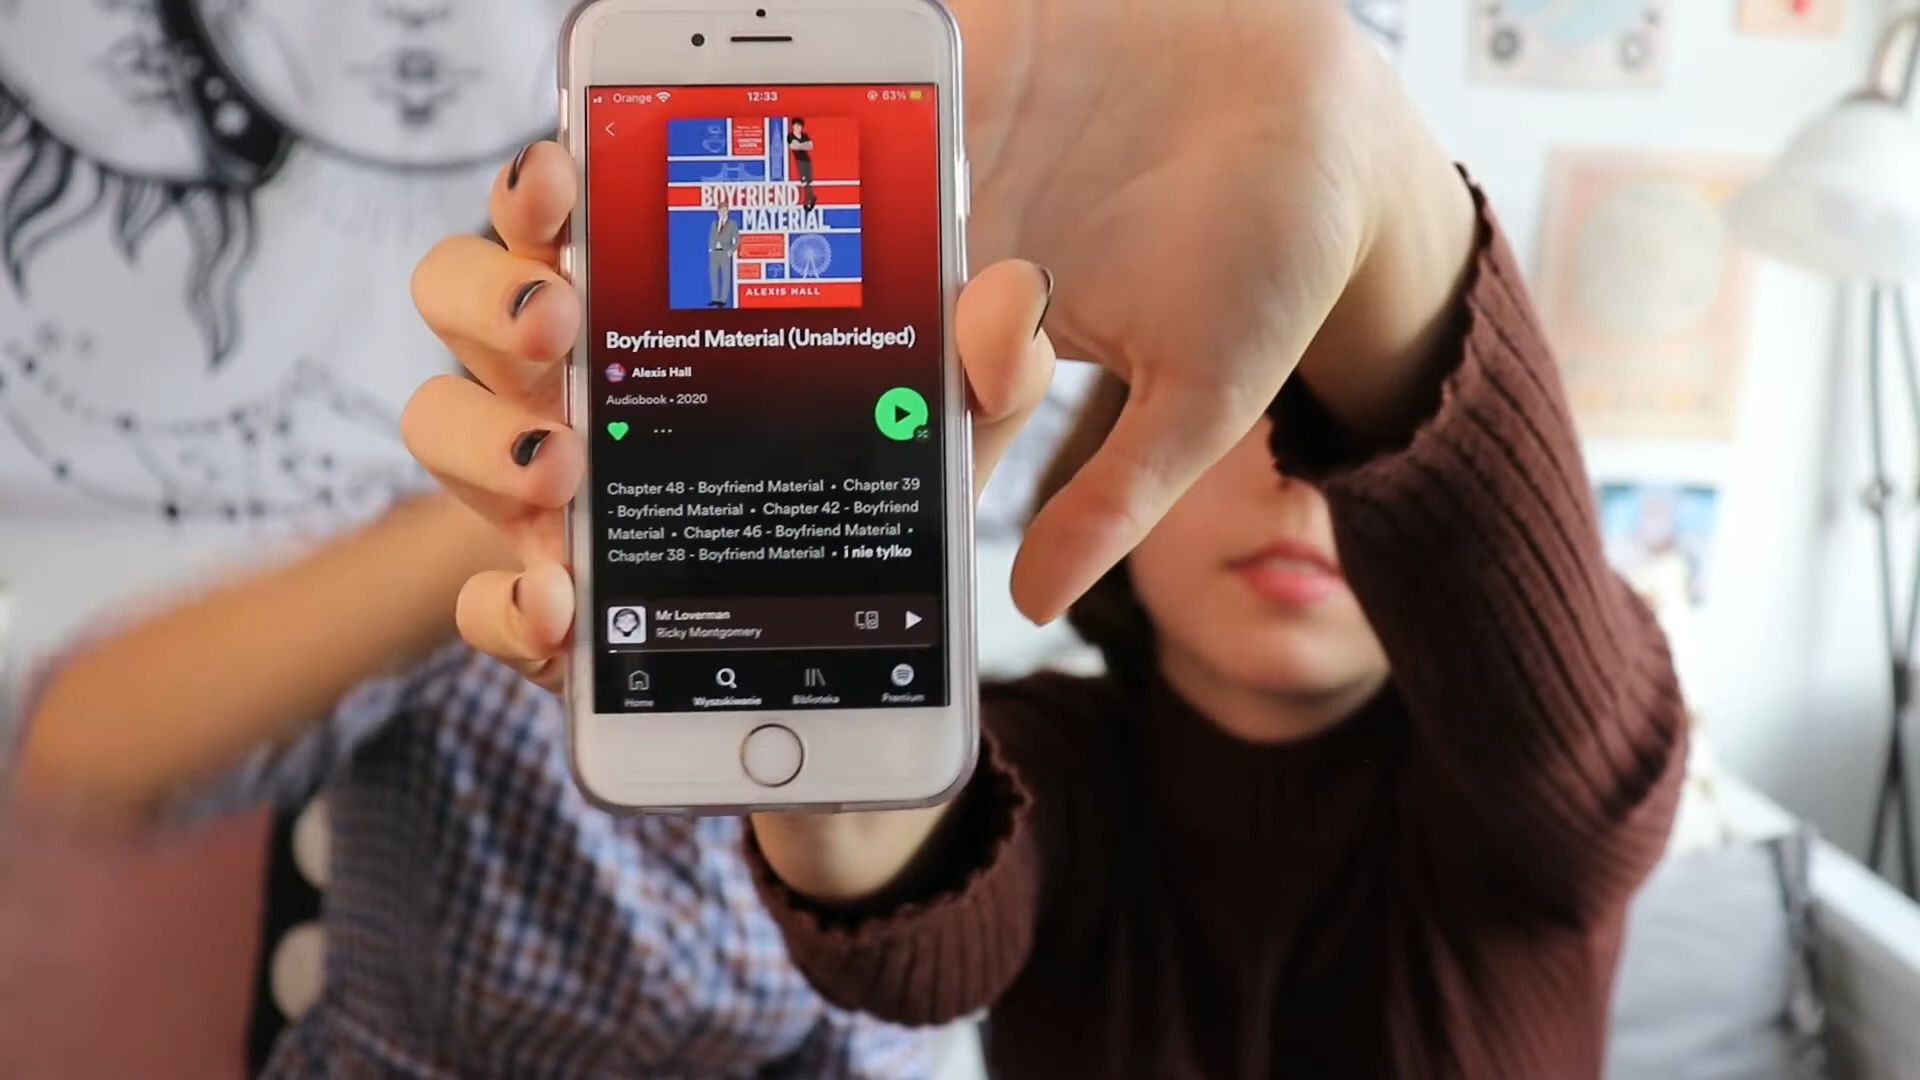 Orange 12:33 63%
BOYFRIEND
MATERIAL
ALEXIS HALL
Boyfriend Material (Unabridged)
Alexis Hall
Audiobook • 2020
Chapter 48 - Boyfriend Material • Chapter 39
- Boyfriend Material • Chapter 42 - Boyfriend
Material • Chapter 46 - Boyfriend Material •
Chapter 38 - Boyfriend Material • i nie tylko
Mr Loverman
Ricky Montgomery
Home Wyszukiwanie Biblioteka Premium